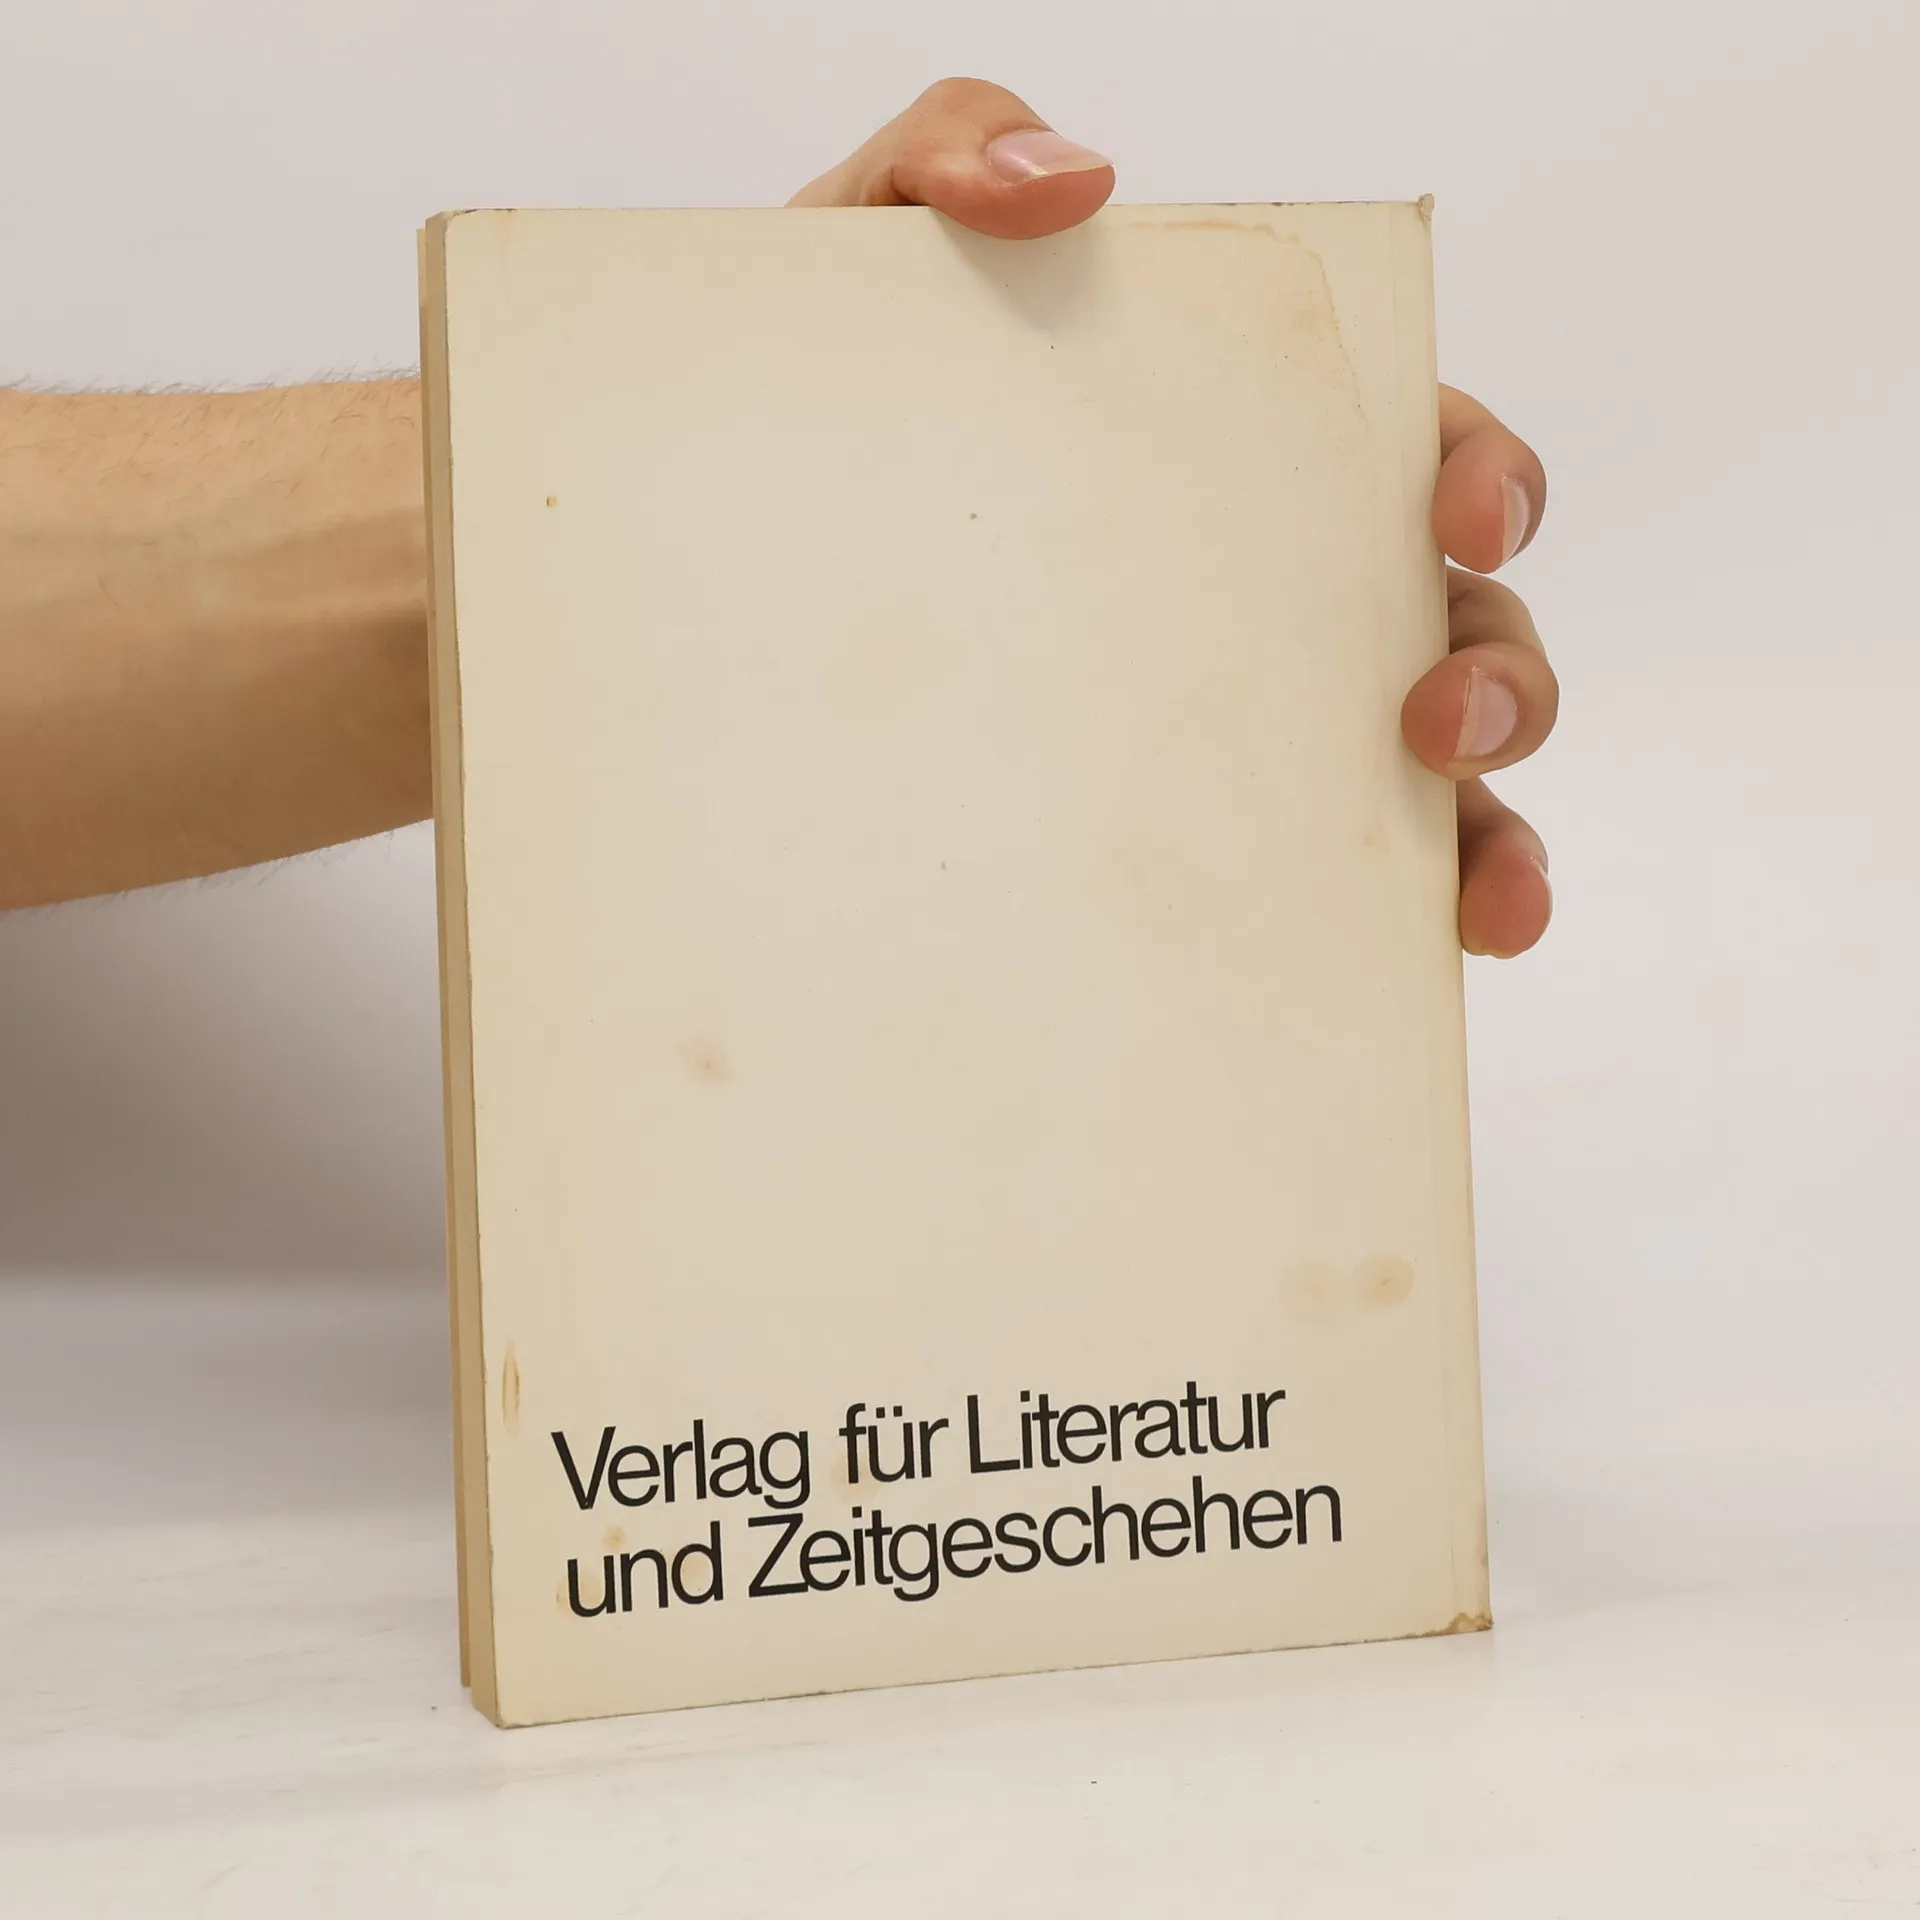 Verlag für Literatur
und Zeitgeschehen